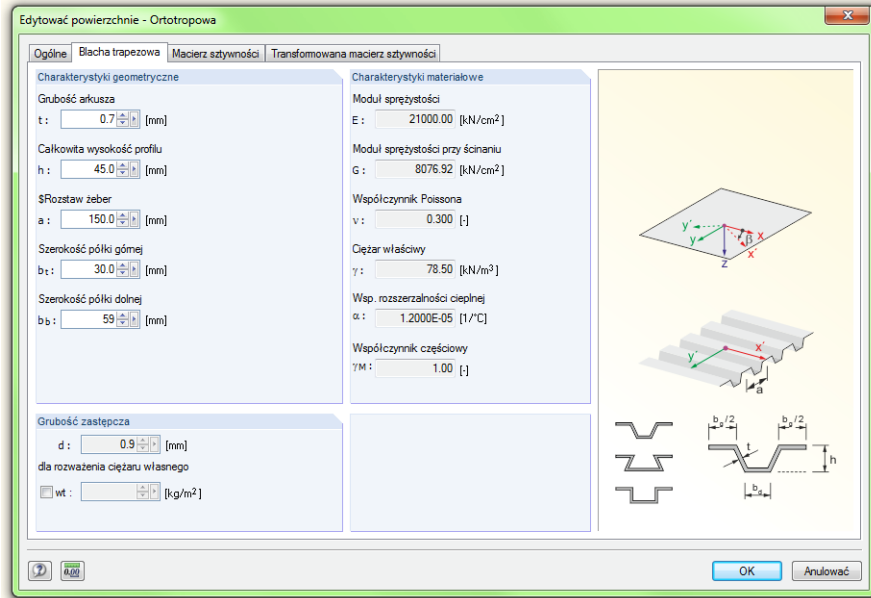 Edytować powierzchnie - Ortotropowa
Ogólne Blacha trapezowa Macierz sztywności Transformowana macierz sztywności
Charakterystyki geometryczne
Grubość arkusza
t: 0.7 [mm]
Całkowita wysokość profilu
h: 45.0 [mm]
$Rozstaw żeber
a: 150.0 [mm]
Szerokość półki górnej
bt: 30.0 [mm]
Szerokość półki dolnej
bb: 59 [mm]
Charakterystyki materiałowe
Moduł sprężystości
E: 21000.00 [kN/cm²]
Moduł sprężystości przy ścinaniu
G: 8076.92 [kN/cm²]
Współczynnik Poissona
ν: 0.300 [-]
Ciężar właściwy
γ: 78.50 [kN/m³]
Wsp. rozszerzalności cieplnej
α: 1.2000E-05 [1/°C]
Współczynnik częściowy
γM: 1.00 [-]
Grubość zastępcza
d: 0.9 [mm]
dla rozważenia ciężaru własnego
wt: [kg/m²]
y´ x
y β
z x´
y´ x´
a
bg/2 bg/2
t
h
bd
0.00
OK Anulować